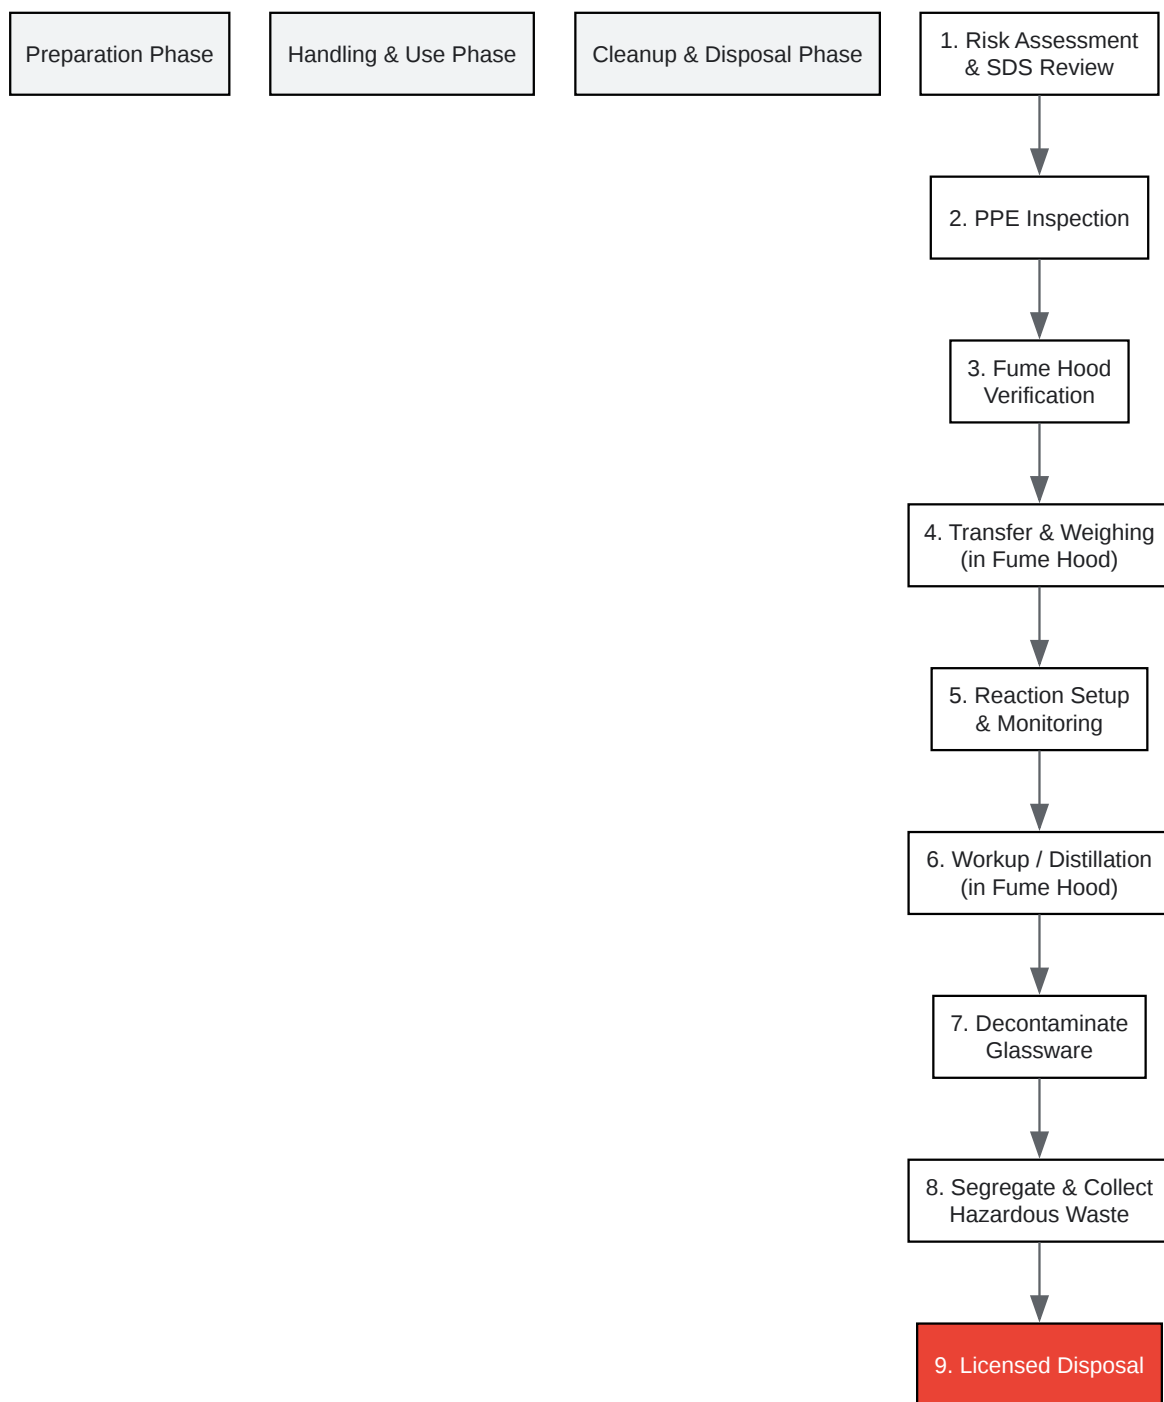 Preparation Phase
Handling & Use Phase
Cleanup & Disposal Phase
1. Risk Assessment
& SDS Review
2. PPE Inspection
3. Fume Hood
Verification
4. Transfer & Weighing
(in Fume Hood)
5. Reaction Setup
& Monitoring
6. Workup / Distillation
(in Fume Hood)
7. Decontaminate
Glassware
8. Segregate & Collect
Hazardous Waste
9. Licensed Disposal